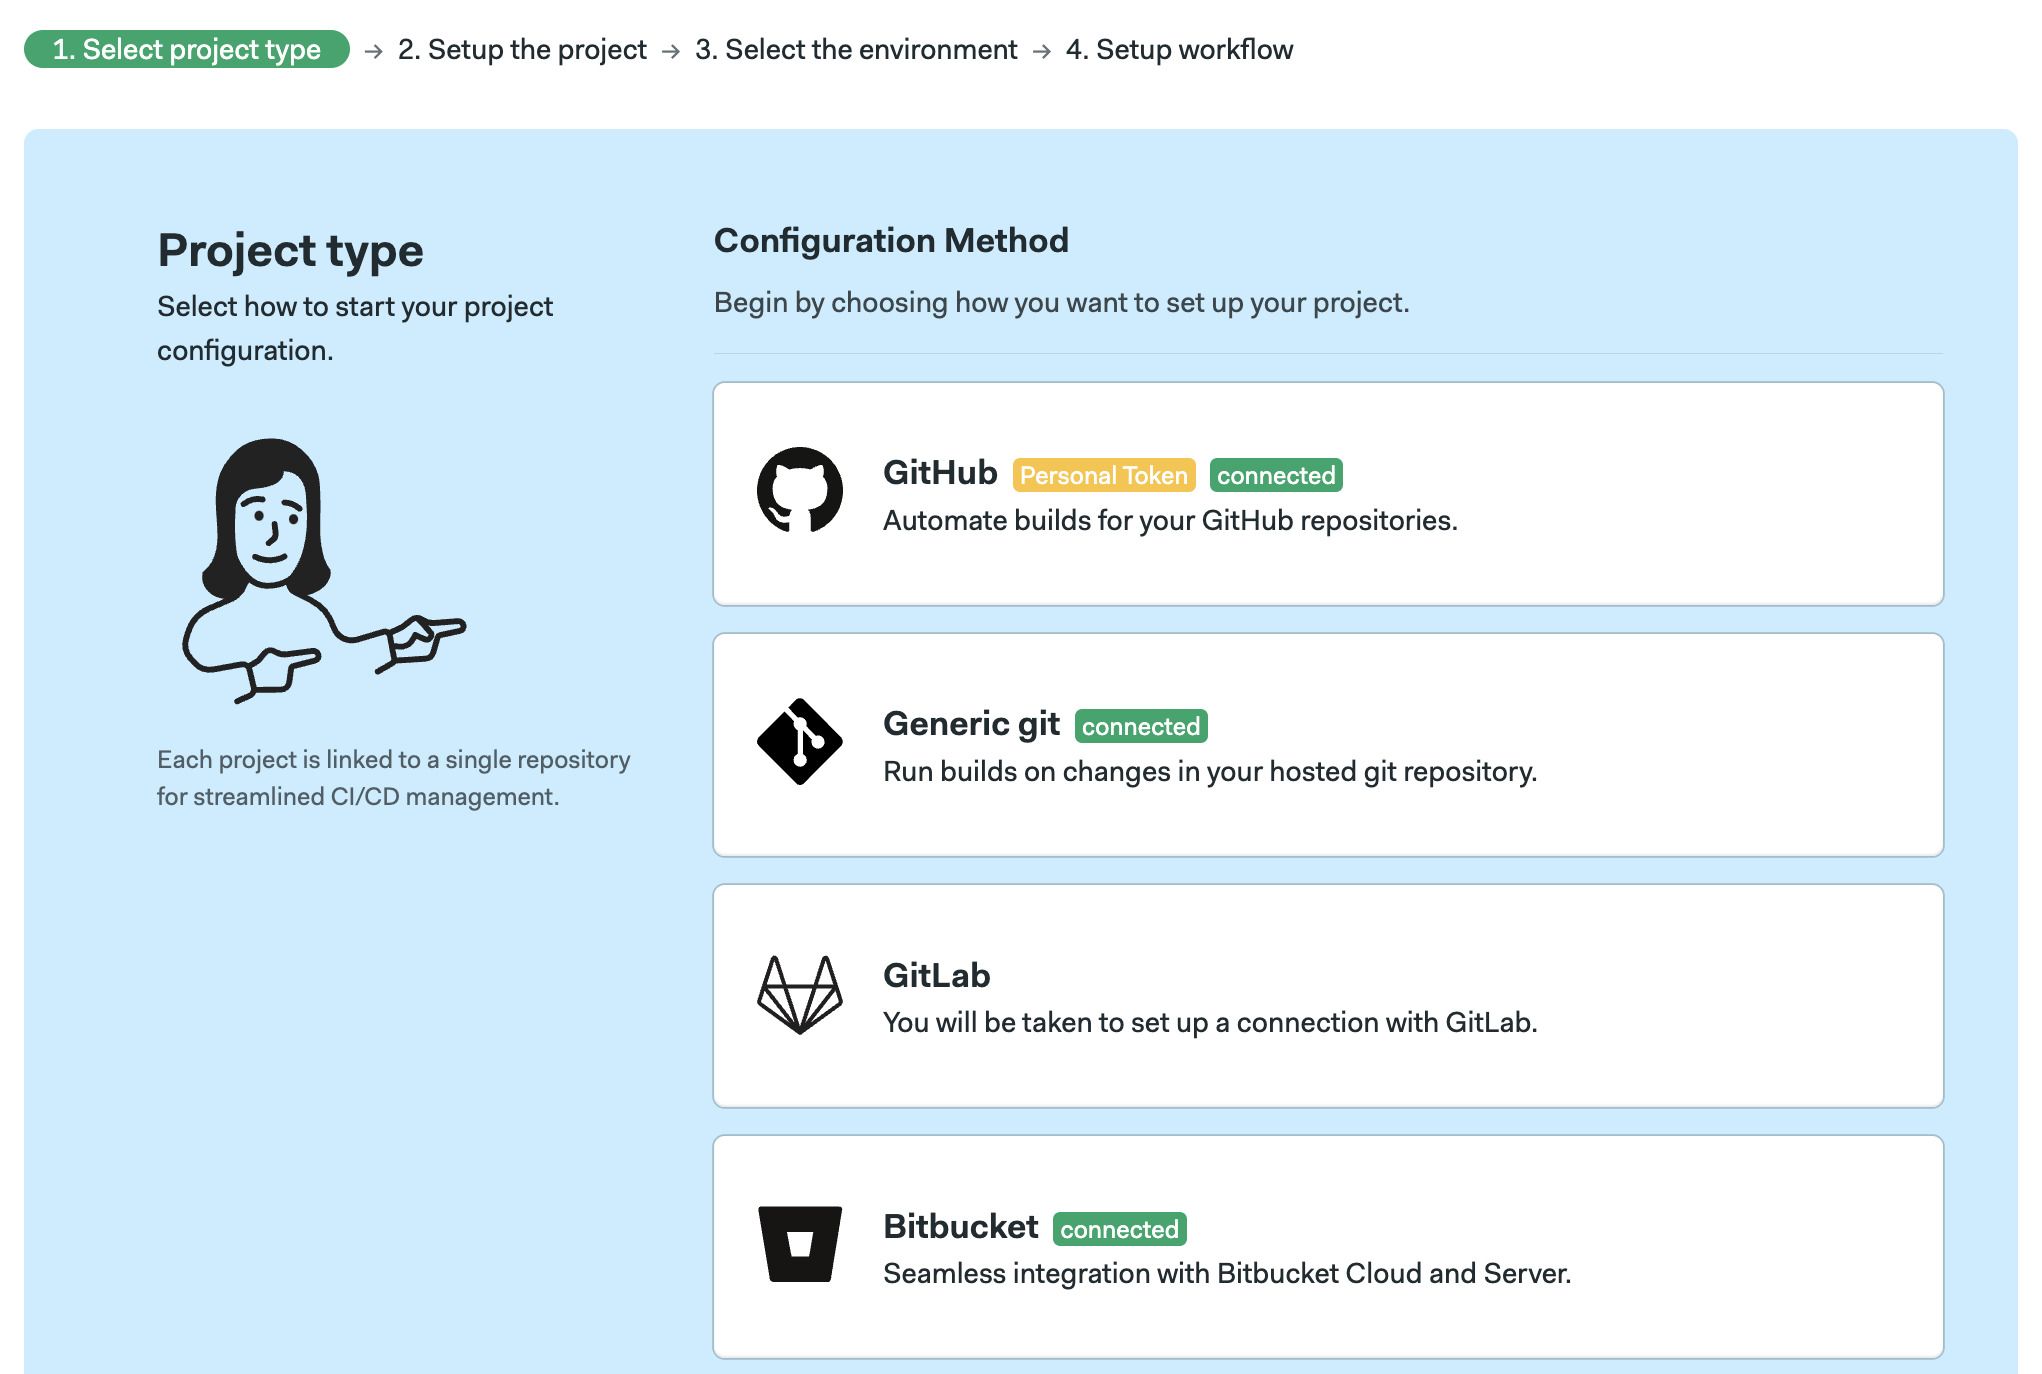 1. Select project type → 2. Setup the project → 3. Select the environment → 4. Setup workflow
Project type
Select how to start your project
configuration.
Each project is linked to a single repository
for streamlined CI/CD management.
Configuration Method
Begin by choosing how you want to set up your project.
GitHub Personal Token connected
Automate builds for your GitHub repositories.
Generic git connected
Run builds on changes in your hosted git repository.
GitLab
You will be taken to set up a connection with GitLab.
Bitbucket connected
Seamless integration with Bitbucket Cloud and Server.